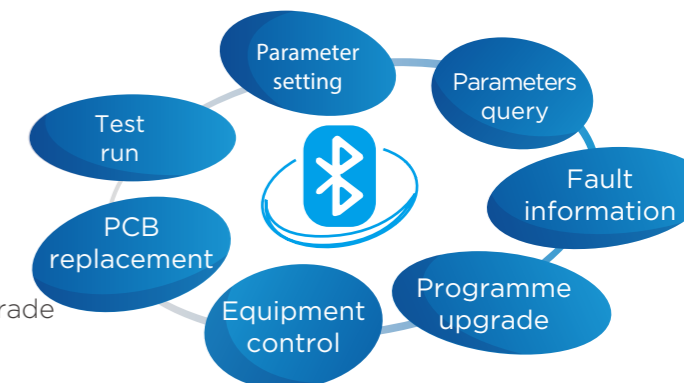 Parameter
setting
Parameters
query
Test
run
Fault
information
PCB
replacement
Programme
upgrade
Equipment
control
rade